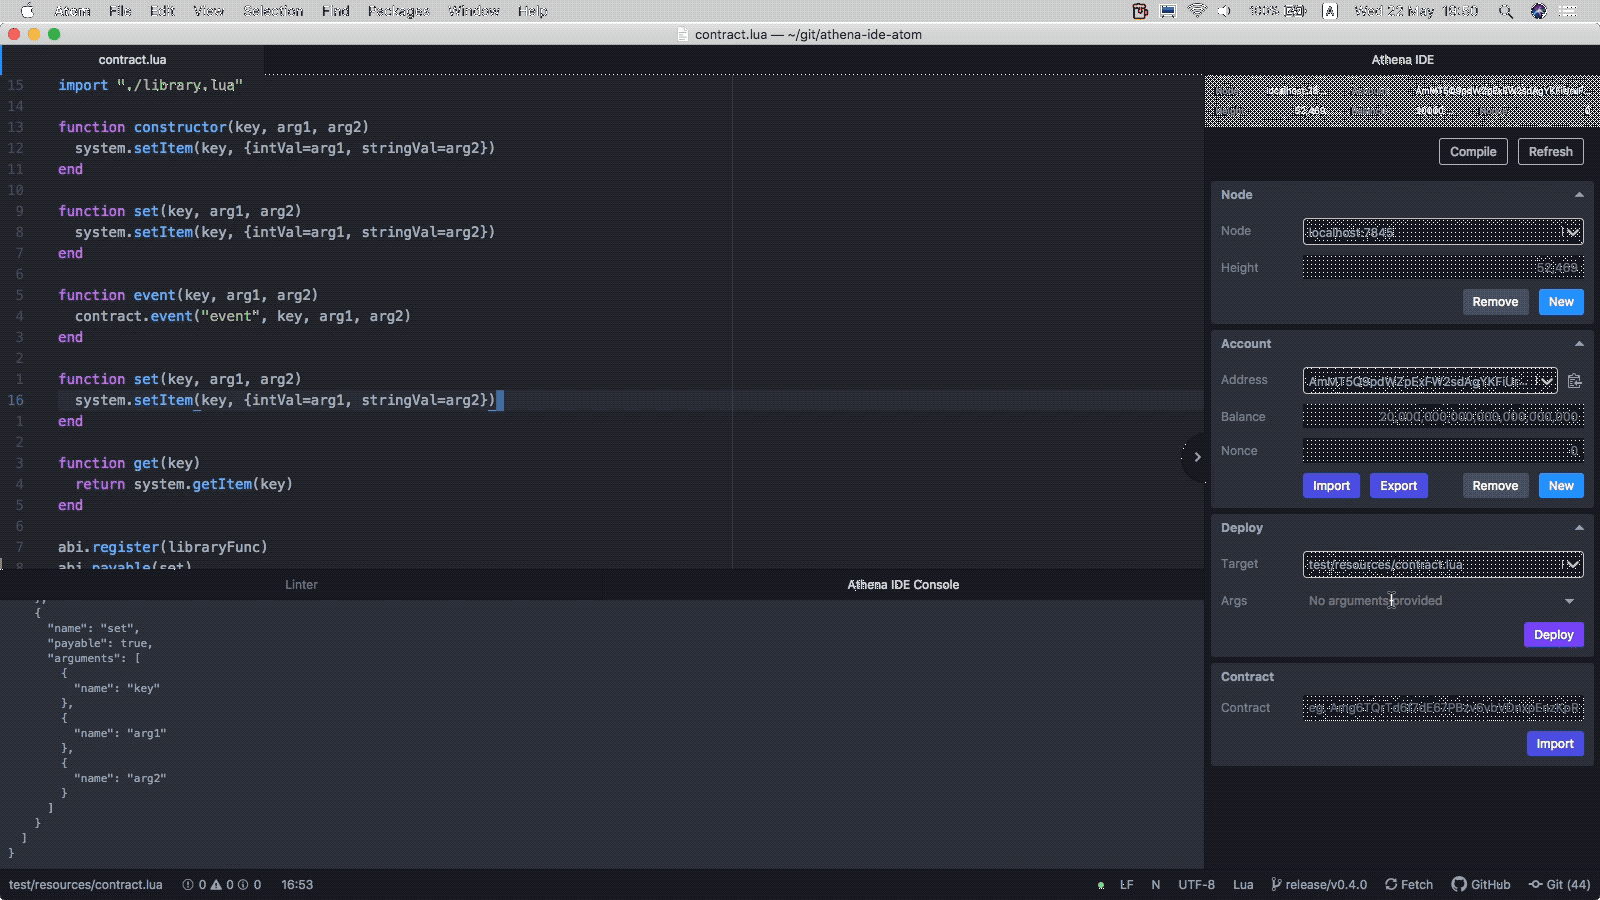 Atom File Edit View Selection Find Packages Window Help
100% A Wed 22 May
contract.lua — ~/git/athena-ide-atom
contract.lua
15 import "./library.lua"
14
13 function constructor(key, arg1, arg2)
12 system.setItem(key, {intVal=arg1, stringVal=arg2})
11 end
10
9 function set(key, arg1, arg2)
8 system.setItem(key, {intVal=arg1, stringVal=arg2})
7 end
6
5 function event(key, arg1, arg2)
4 contract.event("event", key, arg1, arg2)
3 end
2
1 function set(key, arg1, arg2)
16 system.setItem(key, {intVal=arg1, stringVal=arg2})
1 end
2
3 function get(key)
4 return system.getItem(key)
5 end
6
7 abi.register(libraryFunc)
8 abi.payable(set)
Linter
Athena IDE Console
},
{
"name": "set",
"payable": true,
"arguments": [
{
"name": "key"
},
{
"name": "arg1"
},
{
"name": "arg2"
}
]
}
]
}
Athena IDE
Compile Refresh
Node
Node localhost:7845
Height 52,469
Remove New
Account
Address
Balance 20,000,000,000,000,000,000,000
Nonce 0
Import Export Remove New
Deploy
Target test/resources/contract.lua
Args No arguments provided
Deploy
Contract
Contract eg.
Import
test/resources/contract.lua 0 0 0 16:53
LF N UTF-8 Lua release/v0.4.0 Fetch GitHub Git (44)